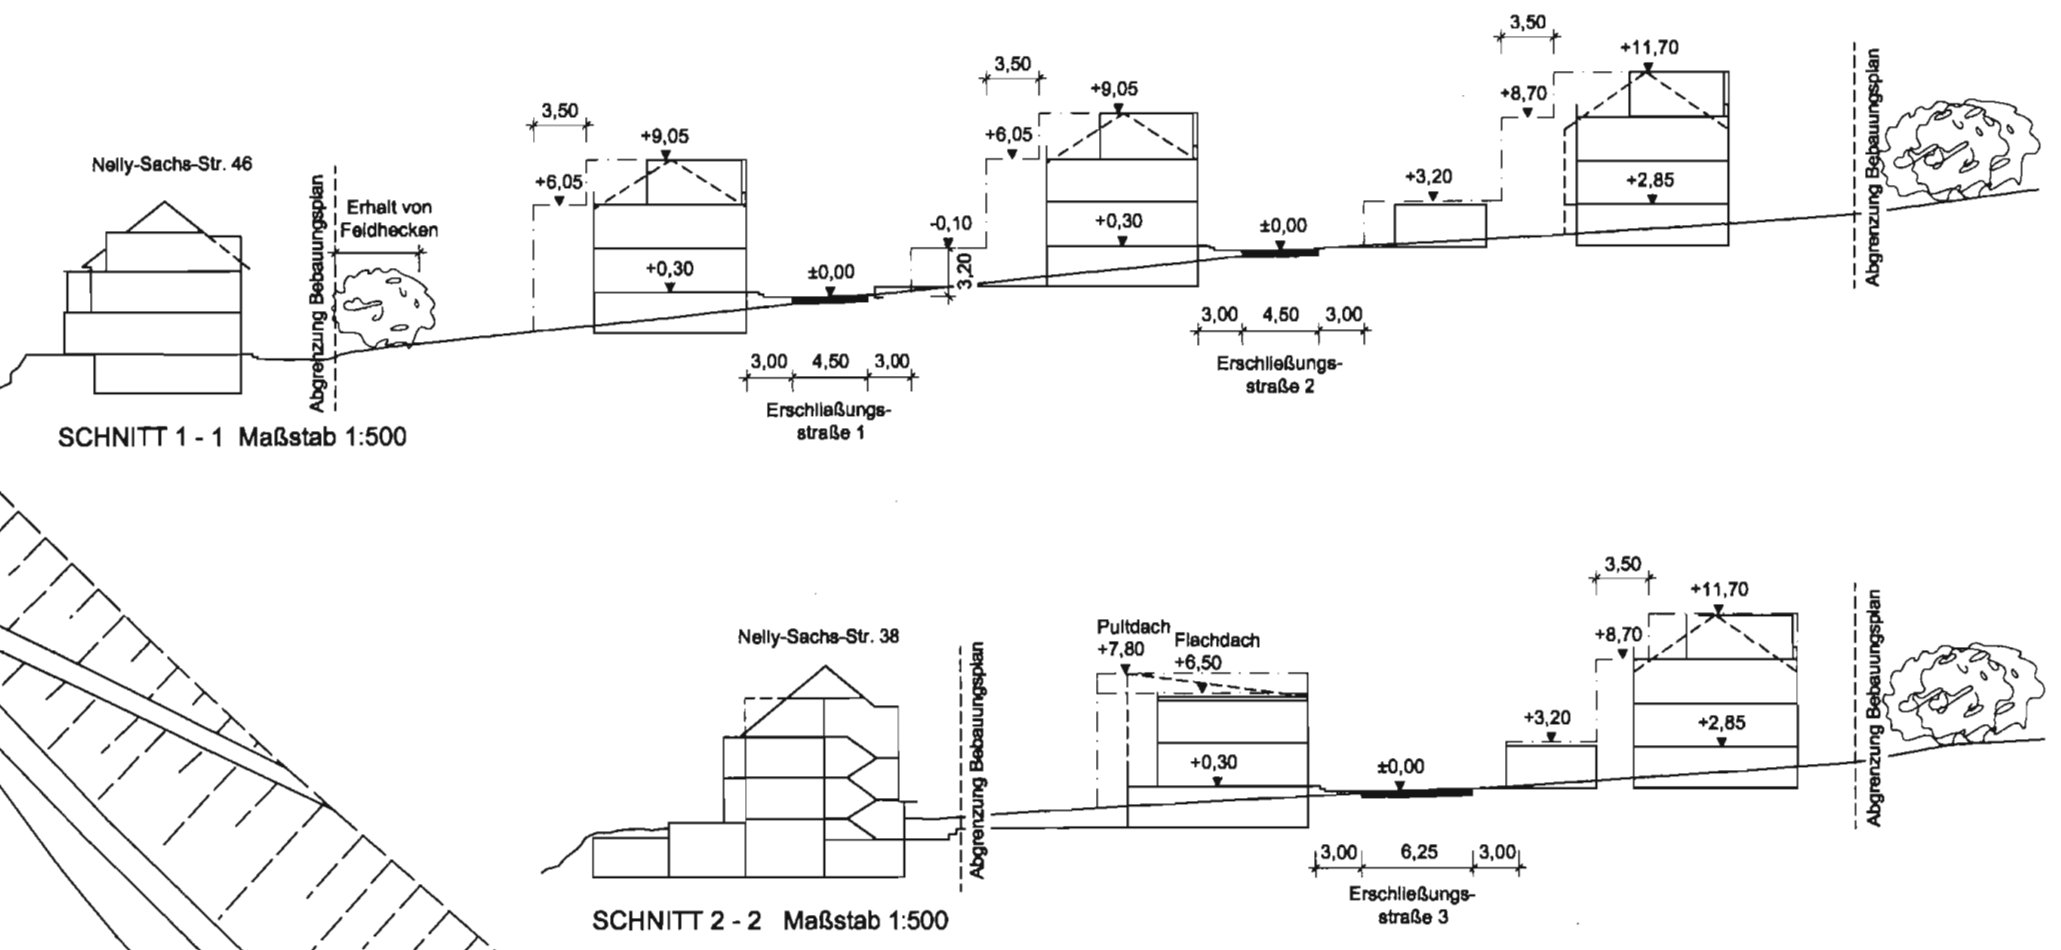 3,50
+11,70
3,50
+8,70
+9,05
3,50
+6,05
+9,05
Nelly-Sachs-Str. 46
Abgrenzung Bebauungsplan
Erhalt von
Feldhecken
+6,05
+3,20
+2,85
Abgrenzung Bebauungsplan
-0,10
+0,30
±0,00
3,20
+0,30
±0,00
3,00 4,50 3,00
Erschließungs-
straße 2
3,00 4,50 3,00
Erschließungs-
straße 1
SCHNITT 1 - 1 Maßstab 1:500
3,50
+11,70
Nelly-Sachs-Str. 38
Abgrenzung Bebauungsplan
Pultdach
+7,80
Flachdach
+6,50
+8,70
+3,20
+2,85
Abgrenzung Bebauungsplan
+0,30
±0,00
3,00 6,25 3,00
Erschließungs-
straße 3
SCHNITT 2 - 2 Maßstab 1:500